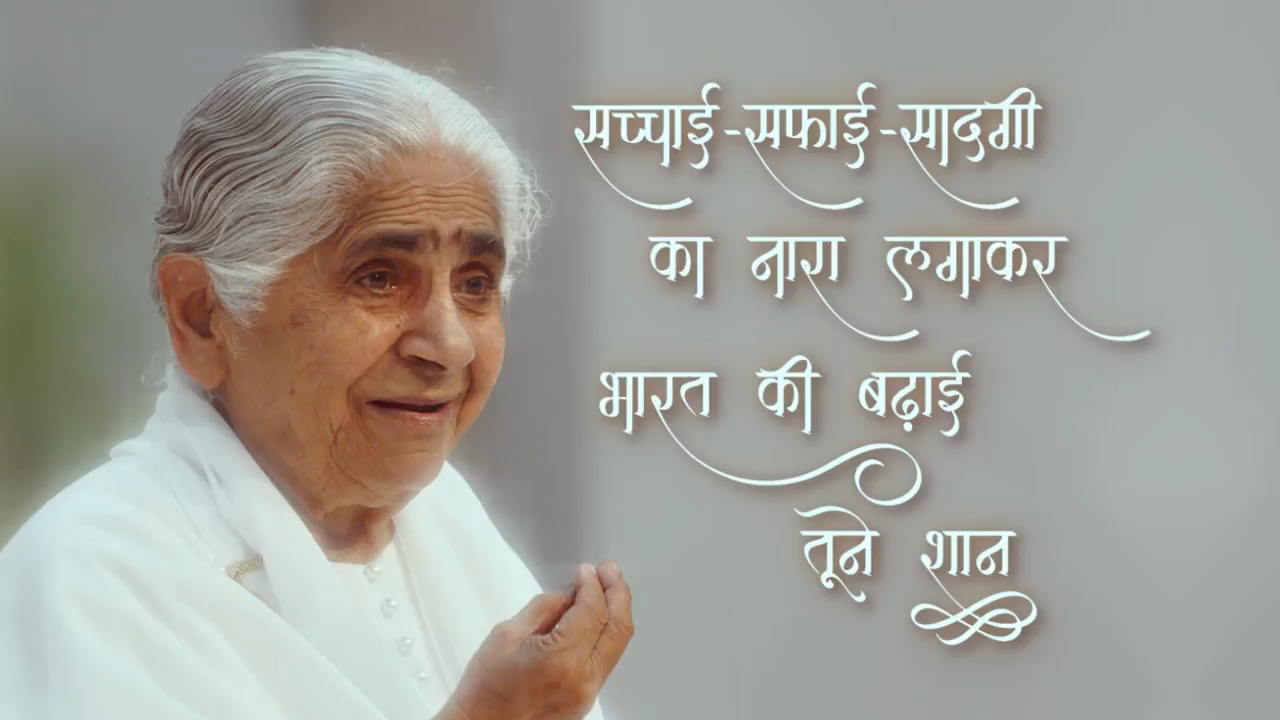 सच्चाई-सफाई-सादगी
का नारा लगाकर
भारत की बढ़ाई
तूने शान